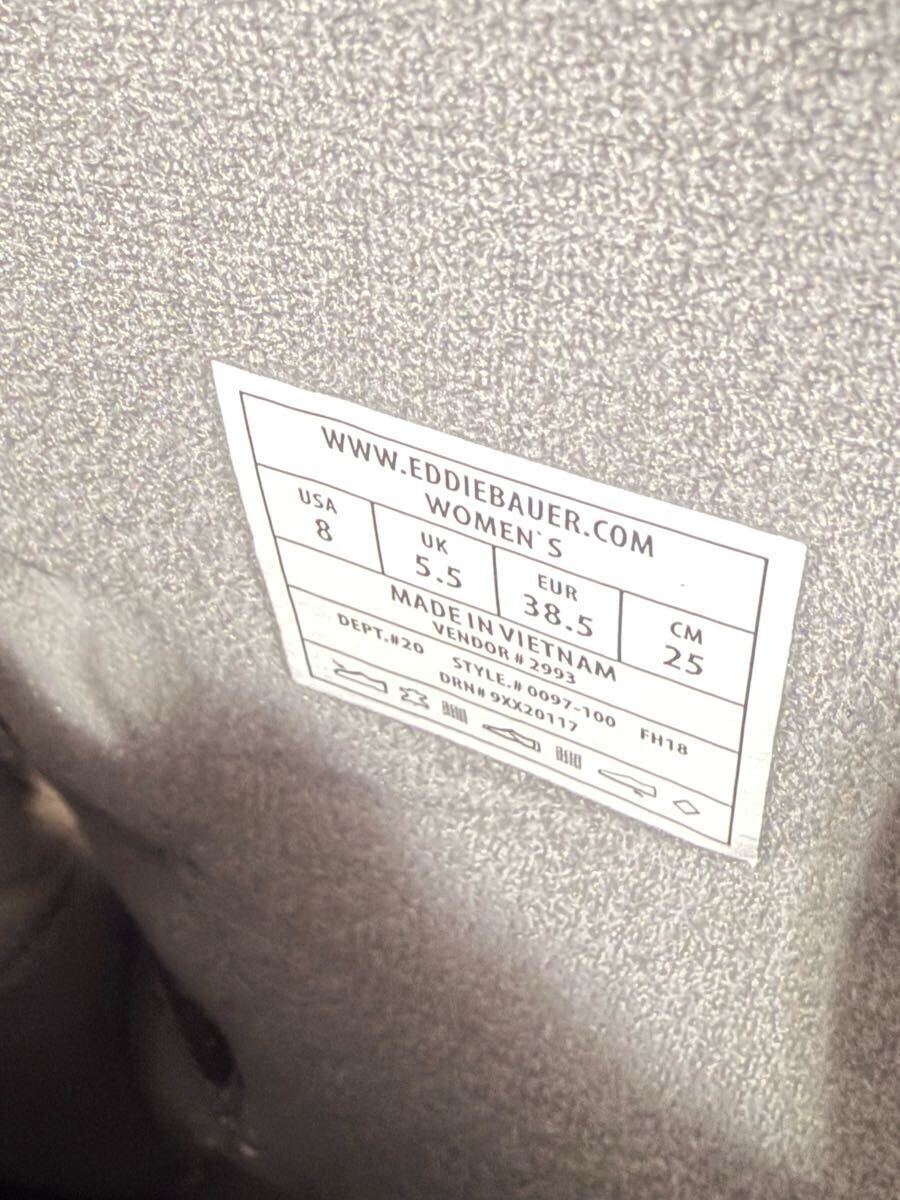 WWW.EDDIEBAUER.COM
WOMEN`S
USA UK EUR CM
8 5.5 38.5 25
MADE IN VIETNAM
VENDOR # 2993
DEPT.#20 STYLE.# 0097-100 FH18
DRN# 9XX20117